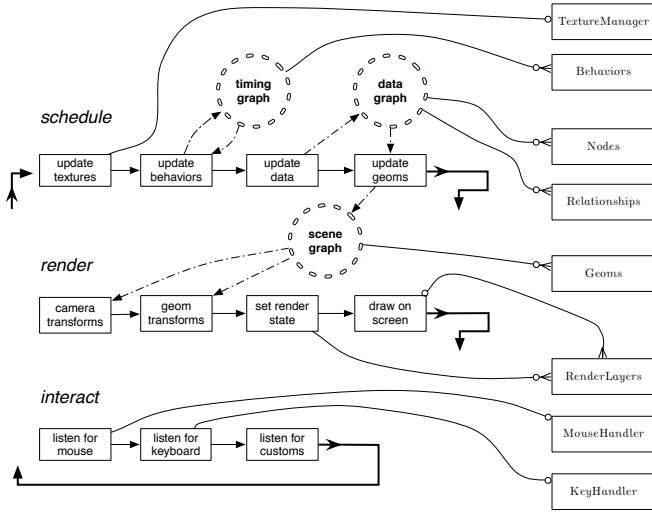 TextureManager
timing
graph
data
graph
Behaviors
schedule
Nodes
update
textures
update
behaviors
update
data
update
geoms
Relationships
scene
graph
render
Geoms
camera
transforms
geom
transforms
set render
state
draw on
screen
RenderLayers
interact
MouseHandler
listen for
mouse
listen for
keyboard
listen for
customs
KeyHandler